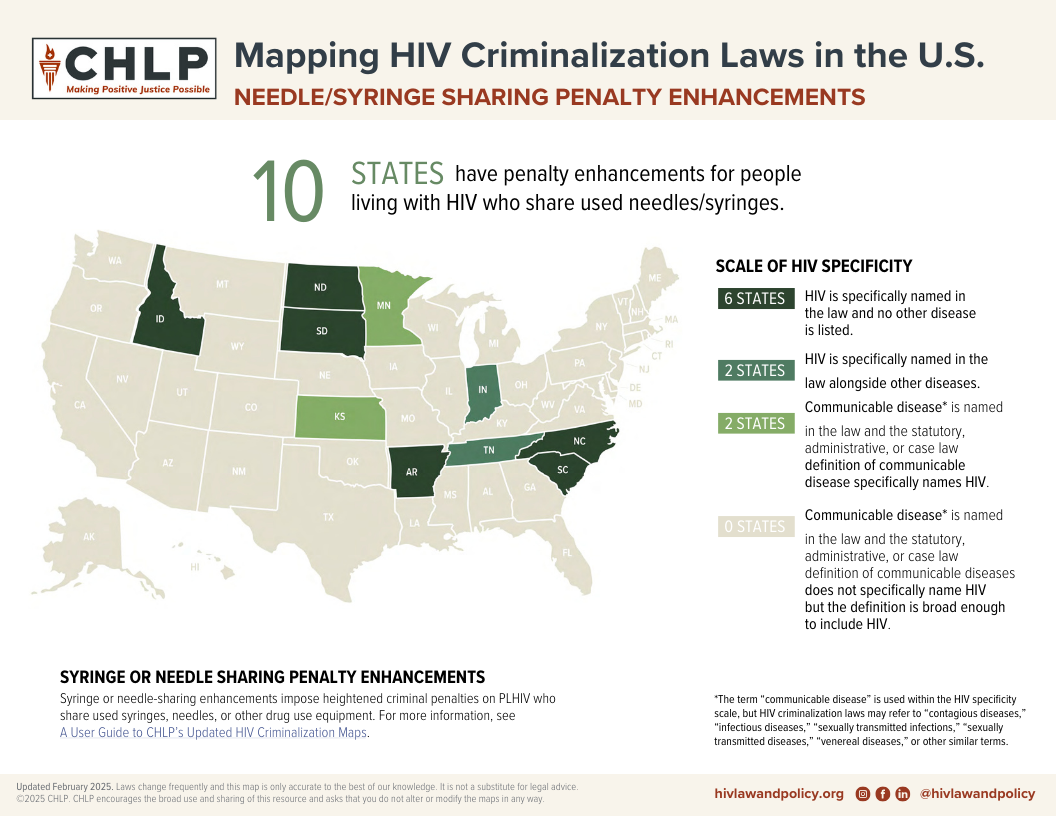 CHLP
Making Positive Justice Possible
Mapping HIV Criminalization Laws in the U.S.
NEEDLE/SYRINGE SHARING PENALTY ENHANCEMENTS
10 STATES have penalty enhancements for people
living with HIV who share used needles/syringes.
WA
OR
CA
NV
ID
MT
WY
UT
CO
AZ
NM
ND
SD
NE
KS
OK
TX
MN
IA
MO
AR
LA
WI
IL
MI
IN
OH
KY
TN
MS
AL
GA
FL
SC
NC
VA
WV
PA
NY
VT
NH
ME
MA
RI
CT
NJ
DE
MD
AK
HI
SCALE OF HIV SPECIFICITY
6 STATES
HIV is specifically named in
the law and no other disease
is listed.
2 STATES
HIV is specifically named in the
law alongside other diseases.
2 STATES
Communicable disease* is named
in the law and the statutory,
administrative, or case law
definition of communicable
disease specifically names HIV.
0 STATES
Communicable disease* is named
in the law and the statutory,
administrative, or case law
definition of communicable diseases
does not specifically name HIV
but the definition is broad enough
to include HIV.
SYRINGE OR NEEDLE SHARING PENALTY ENHANCEMENTS
Syringe or needle-sharing enhancements impose heightened criminal penalties on PLHIV who
share used syringes, needles, or other drug use equipment. For more information, see
A User Guide to CHLP's Updated HIV Criminalization Maps.
*The term “communicable disease” is used within the HIV specificity
scale, but HIV criminalization laws may refer to “contagious diseases,”
“infectious diseases,” “sexually transmitted infections,” “sexually
transmitted diseases,” “venereal diseases,” or other similar terms.
Updated February 2025. Laws change frequently and this map is only accurate to the best of our knowledge. It is not a substitute for legal advice.
©2025 CHLP. CHLP encourages the broad use and sharing of this resource and asks that you do not alter or modify the maps in any way.
hivlawandpolicy.org
@hivlawandpolicy